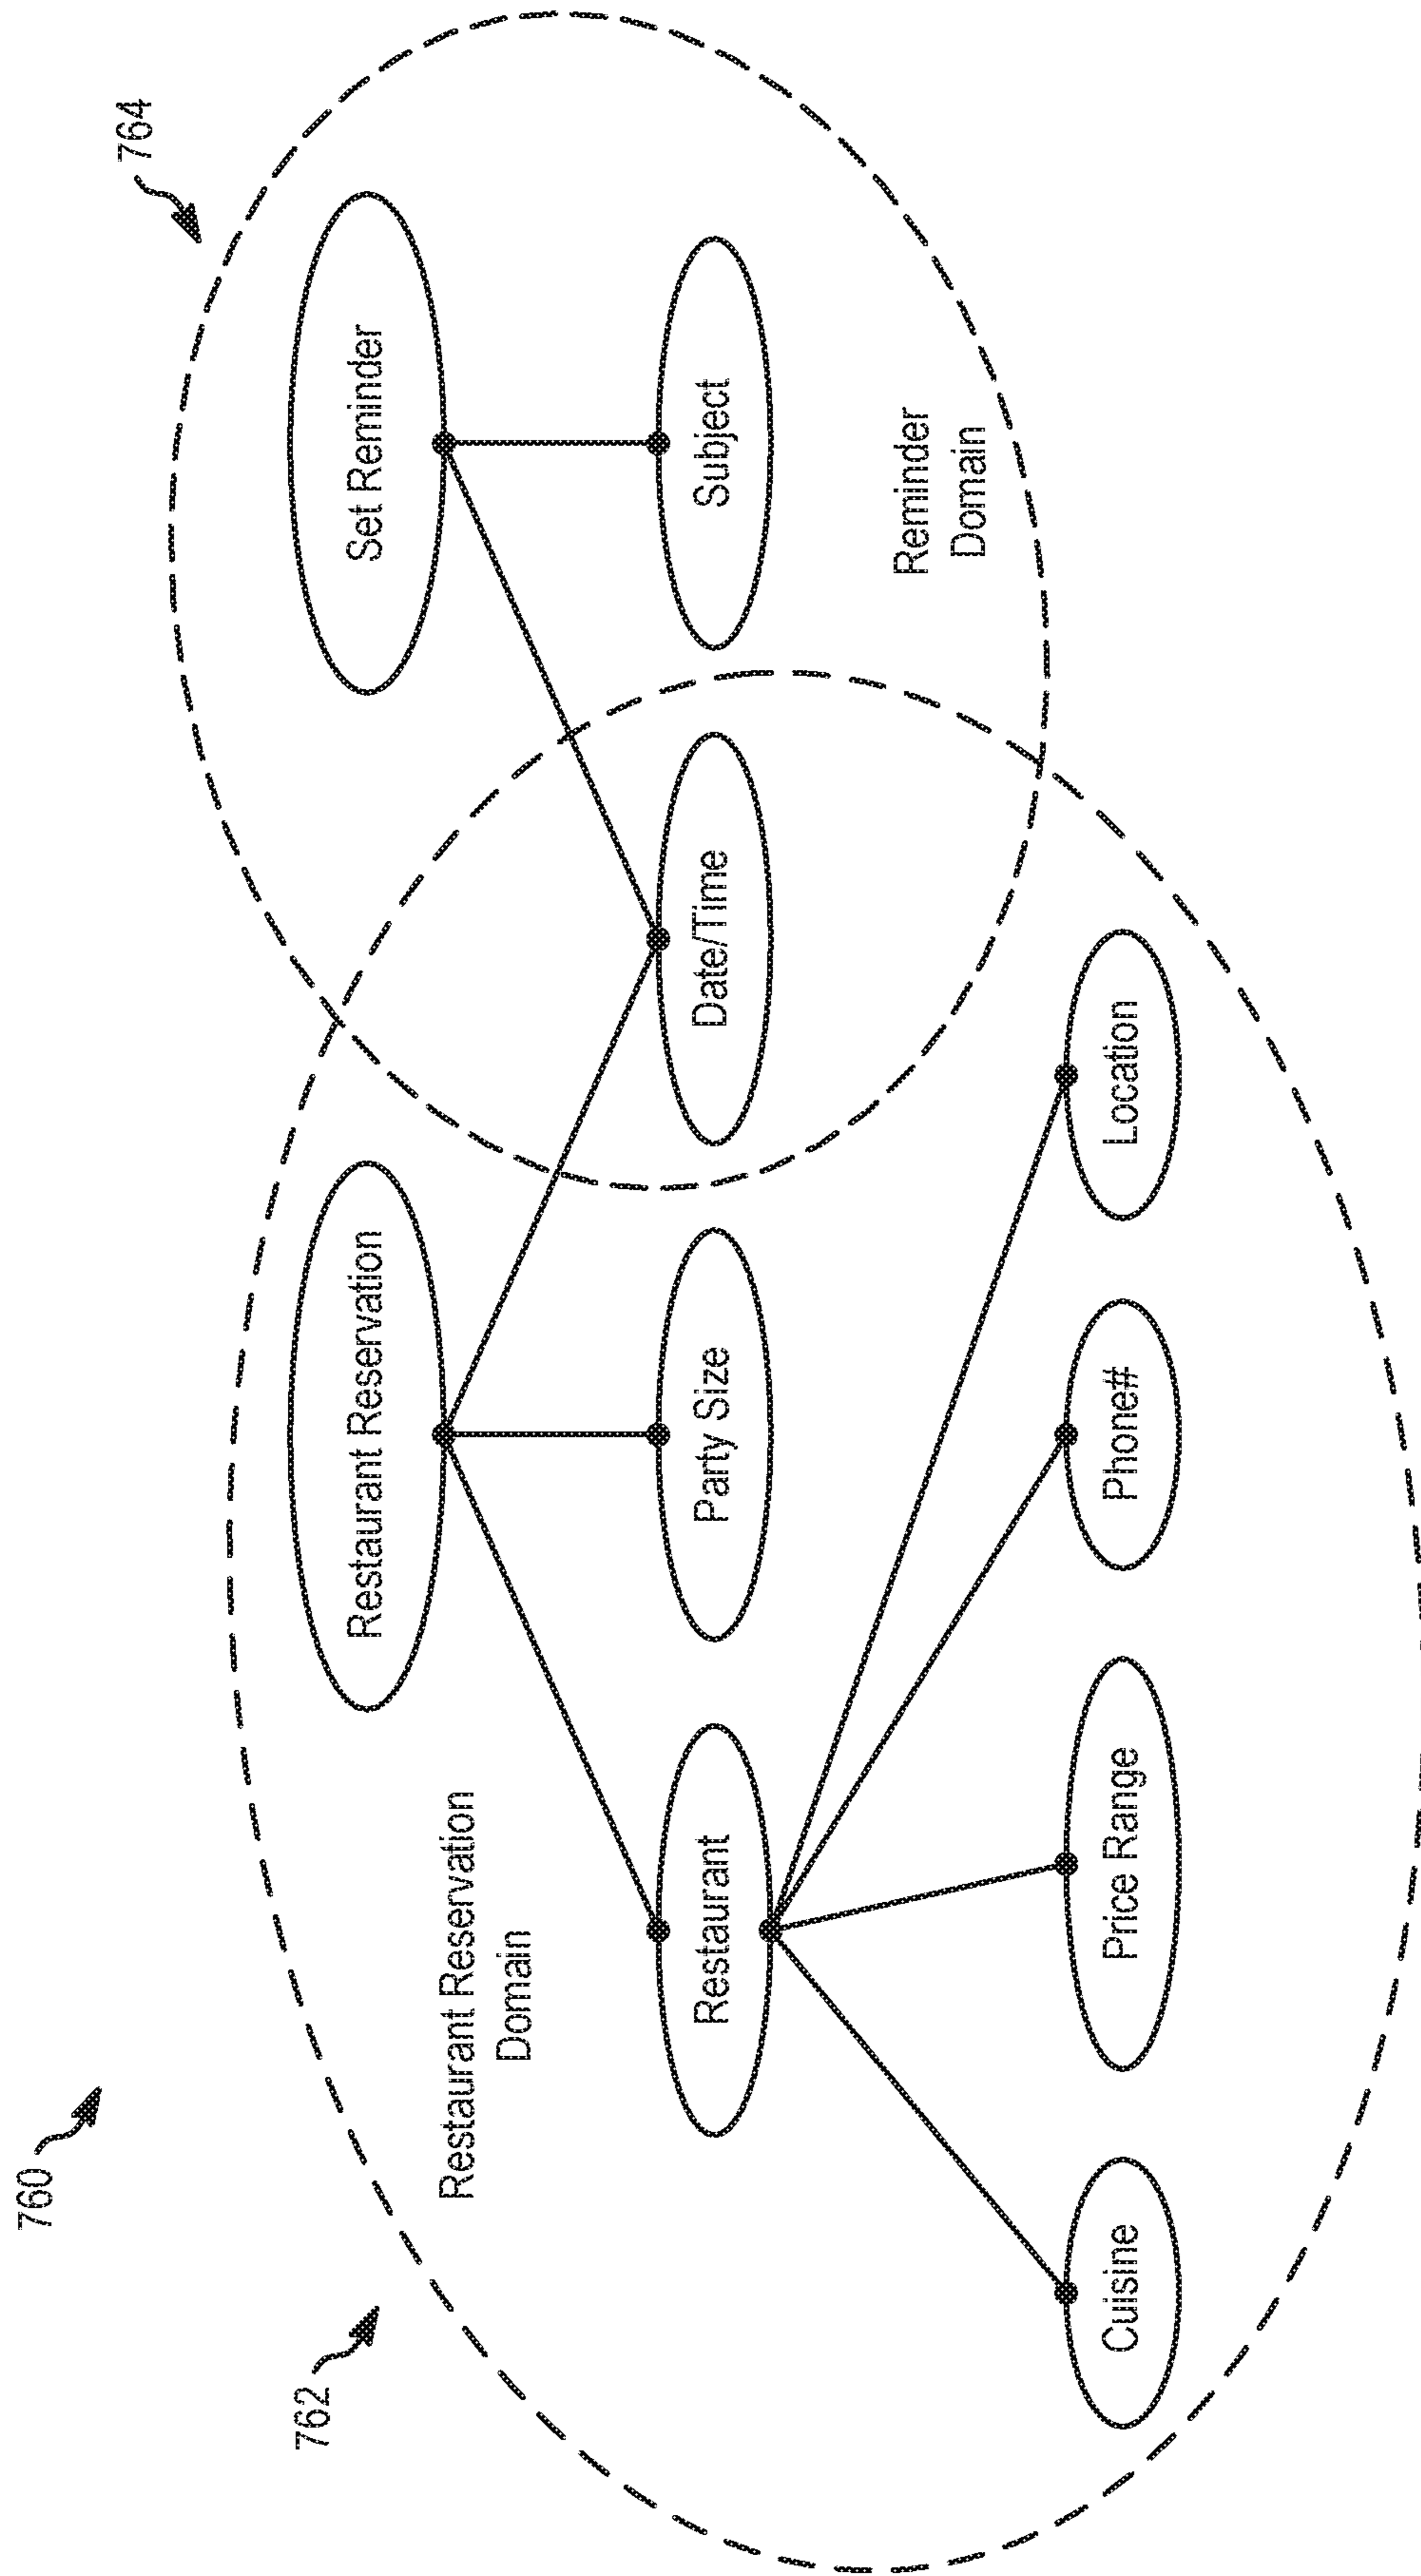 760
762
764
Restaurant Reservation
Set Reminder
Restaurant Reservation
Domain
Restaurant
Party Size
Date/Time
Subject
Reminder
Domain
Cuisine
Price Range
Phone#
Location